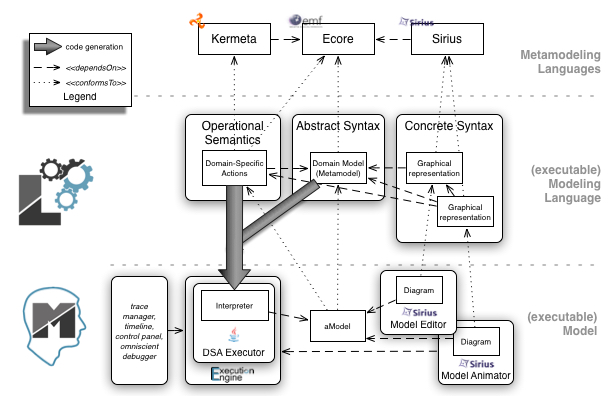 code generation
<<dependsOn>>
<<conformsTo>>
Legend
Kermeta
emf
Ecore
Sirius
Sirius
Metamodeling
Languages
Operational
Semantics
Domain-Specific
Actions
Abstract Syntax
Domain Model
(Metamodel)
Concrete Syntax
Graphical
representation
Graphical
representation
(executable)
Modeling
Language
L
M
trace
manager,
timeline,
control panel,
omniscient
debugger
Interpreter
DSA Executor
Execution
Engine
aModel
Diagram
Sirius
Model Editor
Diagram
Sirius
Model Animator
(executable)
Model